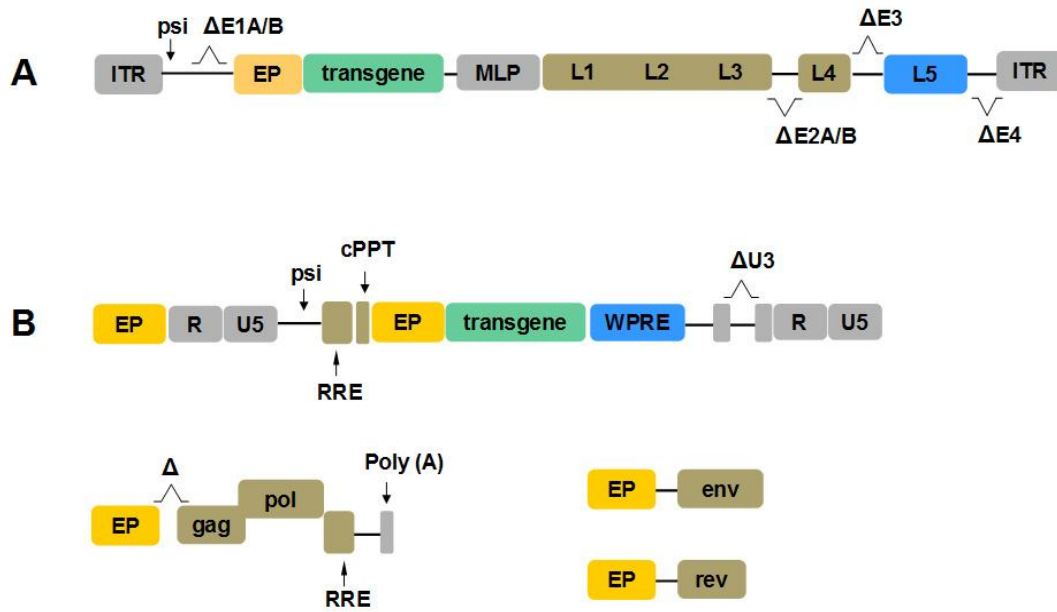 psi ΔE1A/B ΔE3
A ITR EP transgene MLP L1 L2 L3 L4 L5 ITR
ΔE2A/B ΔE4
cPPT
psi ΔU3
B EP R U5 EP transgene WPRE R U5
RRE
Δ Poly (A)
EP gag pol EP env
RRE EP rev